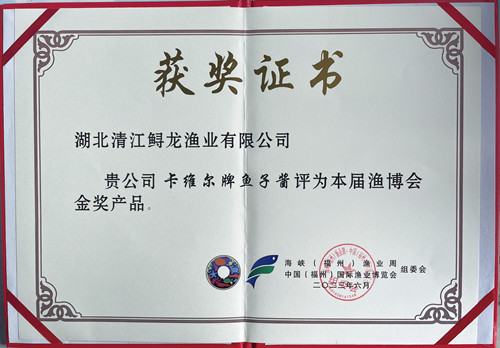 获奖证书
湖北清江鲟龙渔业有限公司
贵公司卡维尔牌鱼子酱评为本届渔博会
金奖产品。
海峡（福州）渔业周
中国（福州）国际渔业博览会 组委会
二〇二三年六月